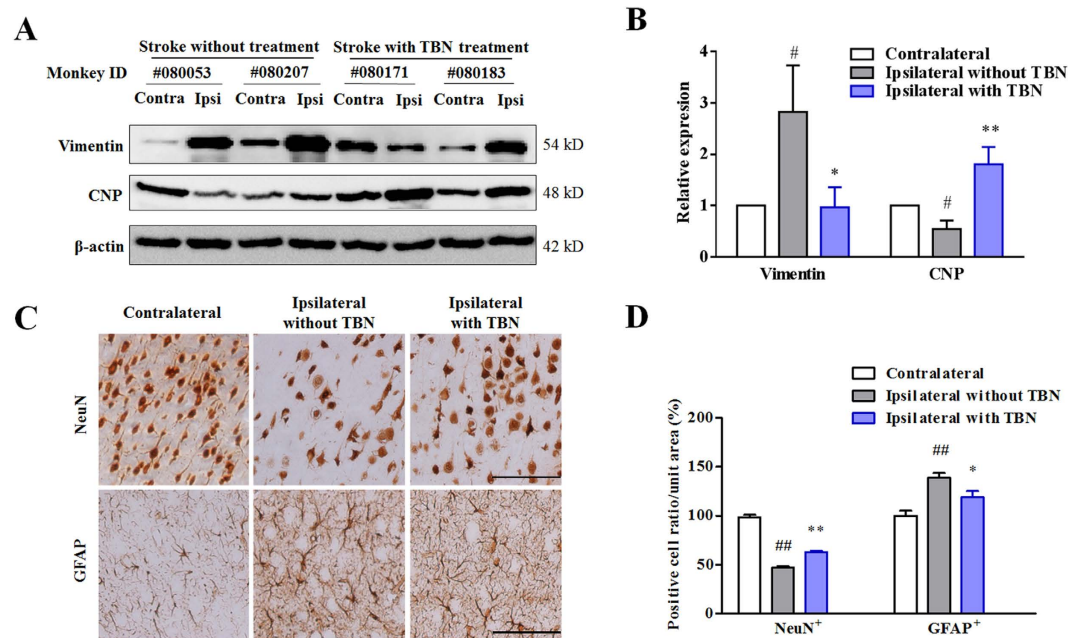 A
Stroke without treatment
Stroke with TBN treatment
Monkey ID
#080053
#080207
#080171
#080183
Contra Ipsi Contra Ipsi Contra Ipsi Contra Ipsi
Vimentin
54 kD
CNP
48 kD
β-actin
42 kD
B
Contralateral
Ipsilateral without TBN
Ipsilateral with TBN
Relative expresion
4
3
2
1
0
#
*
#
**
Vimentin
CNP
C
Contralateral
Ipsilateral
without TBN
Ipsilateral
with TBN
NeuN
GFAP
D
Contralateral
Ipsilateral without TBN
Ipsilateral with TBN
Positive cell ratio/unit area (%)
200
150
100
50
0
##
**
##
*
NeuN+
GFAP+